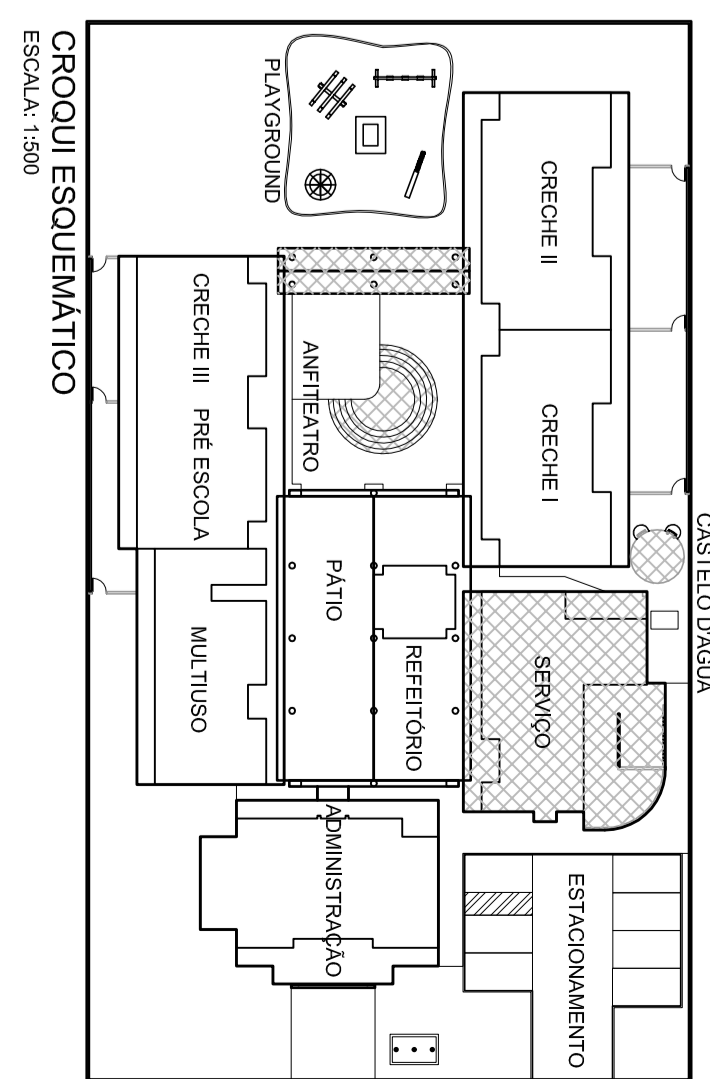 CROQUI ESQUEMÁTICO
ESCALA: 1:500
PLAYGROUND
CRECHE II
CRECHE I
CASTELO D'ÁGUA
CRECHE III
PRÉ ESCOLA
ANFITEATRO
MULTIUSO
PÁTIO
REFEITÓRIO
SERVIÇO
ADMINISTRAÇÃO
ESTACIONAMENTO